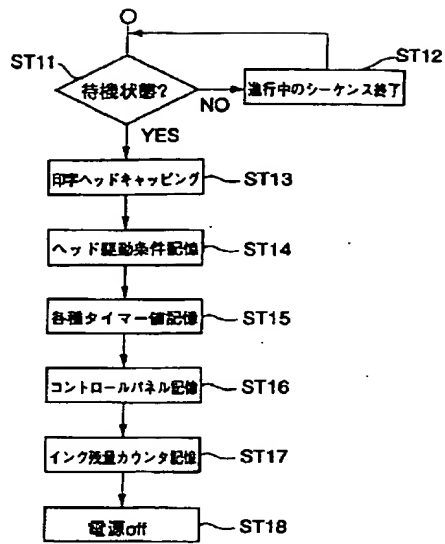 ST11
待機状態?
NO
進行中のシーケンス終了
ST12
YES
印字ヘッドキャッピング
ST13
ヘッド駆動条件記憶
ST14
各種タイマー値記憶
ST15
コントロールパネル記憶
ST16
インク残量カウンタ記憶
ST17
電源off
ST18